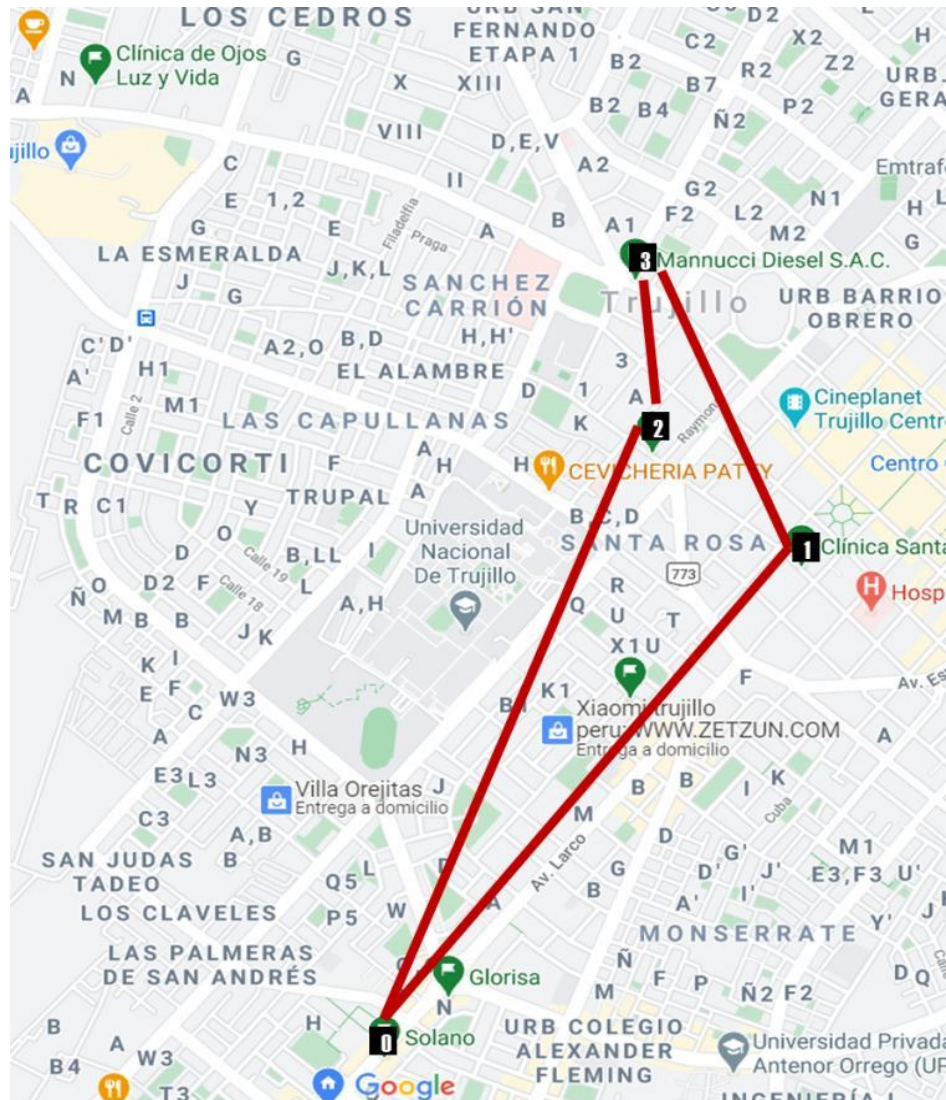 LOS CEDROS
URB SAN
FERNANDO
ETAPA 1
C2
D2
X2
H
Clínica de Ojos
Luz y Vida
N
G
X
XIII
B2
B7
R2
Z2
URB.
GERA
A
B2 B4
P2
Ñ2
VIII
D,E,V
ujillo
C
A2
Emtrafe
II
G2
E
1,2
N1
H
L
A1
F2
L2
B
G
E
Filadelfia
Praga
A
M2
G
LA ESMERALDA
3
Mannucci Diesel S.A.C.
J
J,K,L
SANCHEZ
CARRIÓN
Trujillo
URB BARRIO
OBRERO
G
C' D'
A2,O
B,D
H,H'
A'
H1
EL ALAMBRE
3
D
1
A
Cineplanet
Trujillo Centro
F1
Calle 2
M1
LAS CAPULLANAS
K
2
Raymon
A
H
COVICORTI
F
H
CEVICHERIA PATTY
Centro
T R C1
Y
TRUPAL
A
B,C,D
O
Universidad
Nacional
De Trujillo
SANTA ROSA
1
Clínica Santa
D
Calle 19
B,LL
I
773
Ñ
O
D2
F
Calle 18
L
R
H
Hosp
M B
B
A,H
Q
U
T
J K
X1U
K
I
E
F
W3
K1
F
Av. Es
C
B1
Xiaomi trujillo
peru: WWW.ZETZUN.COM
Entrega a domicilio
A
N3
H
A
E3
L3
Villa Orejitas
Entrega a domicilio
J
B
B
I
K
Cuba
C3
A,B
M
D
SAN JUDAS
TADEO
B
G'
M1
L
Av. Larco
G
D'
J'
E3,F3
U'
Q5
B
I'
LOS CLAVELES
P5
W
A
A'
Y'
J
LAS PALMERAS
DE SAN ANDRÉS
MONSERRATE
Ñ
Glorisa
F
P
D
Q
M
Ñ2
F2
N
B
H
0
Solano
URB COLEGIO
ALEXANDER
FLEMING
Universidad Privada
Antenor Orrego (UP
A
W3
B4
T3
Google
INGENIERÍA I